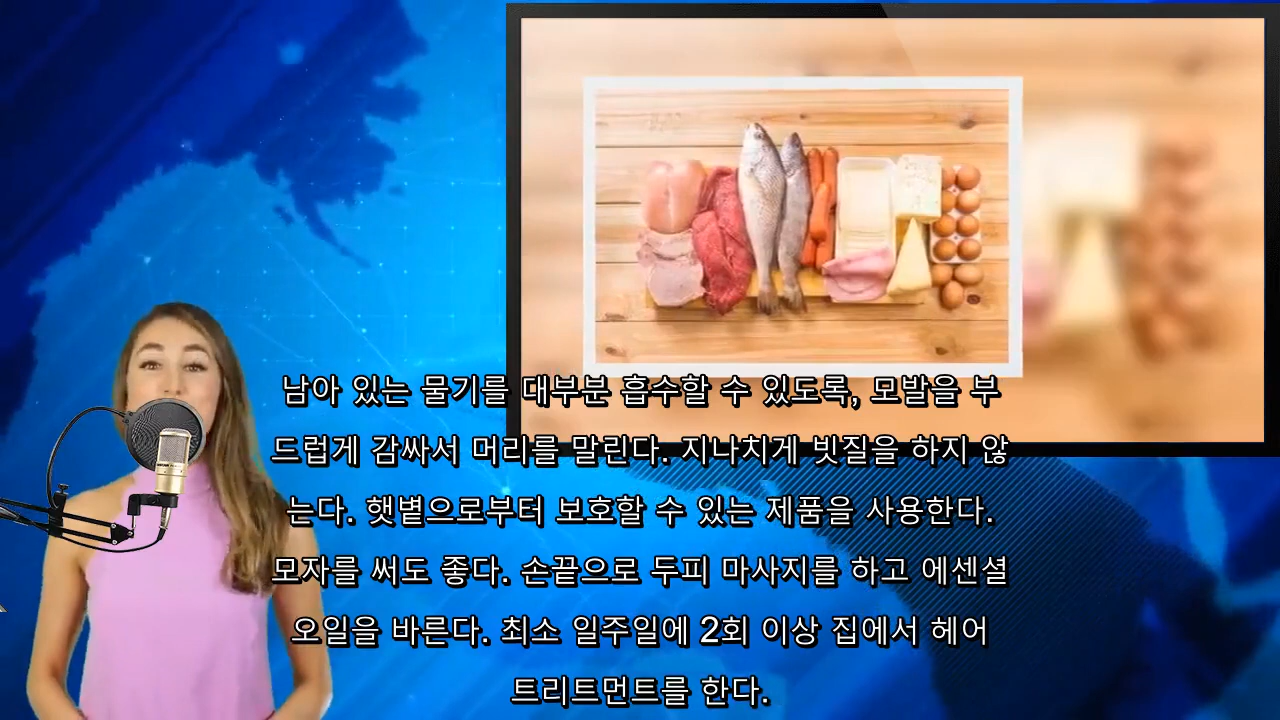 남아 있는 물기를 대부분 흡수할 수 있도록, 모발을 부
드럽게 감싸서 머리를 말린다. 지나치게 빗질을 하지 않
는다. 햇볕으로부터 보호할 수 있는 제품을 사용한다.
모자를 써도 좋다. 손끝으로 두피 마사지를 하고 에센셜
오일을 바른다. 최소 일주일에 2회 이상 집에서 헤어
트리트먼트를 한다.